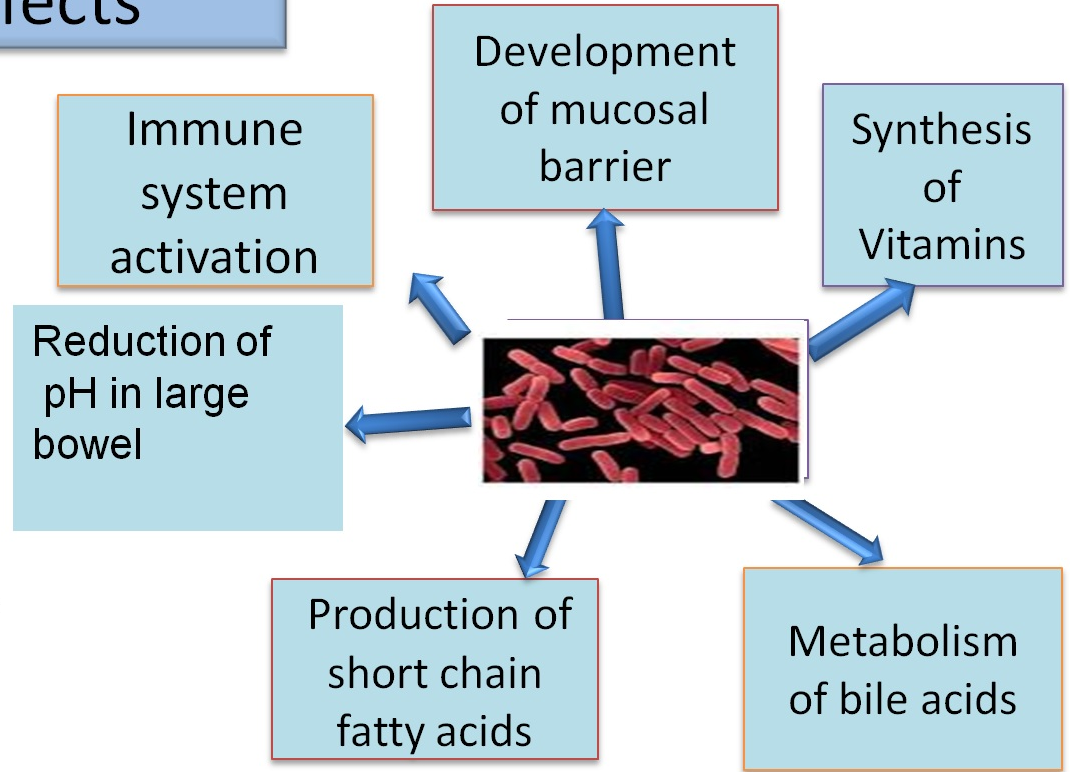 Development
of mucosal
barrier
Immune
system
activation
Synthesis
of
Vitamins
Reduction of
pH in large
bowel
Production of
short chain
fatty acids
Metabolism
of bile acids